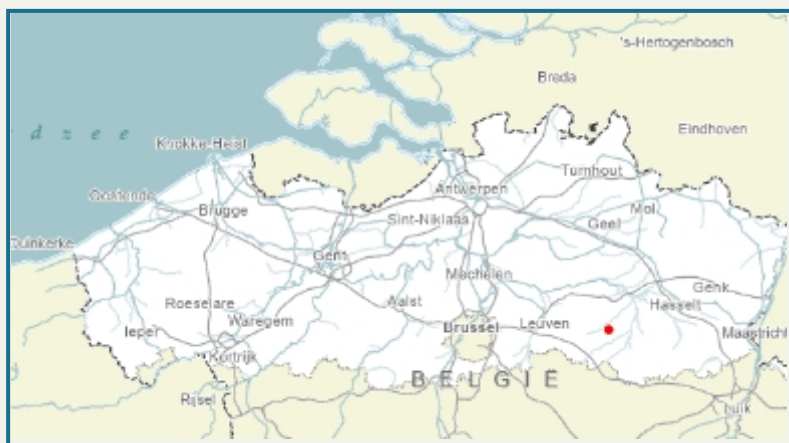 's-Hertogenbosch
Breda
dzee
Eindhoven
Knokke-Heist
Turnhout
Antwerpen
Oostende
Brugge
Sint-Niklaas
Mol
Geel
Duinkerke
Gent
Mechelen
Genk
Roeselare
Aalst
Hasselt
Ieper
Waregem
Brussel
Leuven
Maastricht
Kortrijk
BELGIË
Rijsel
Luik